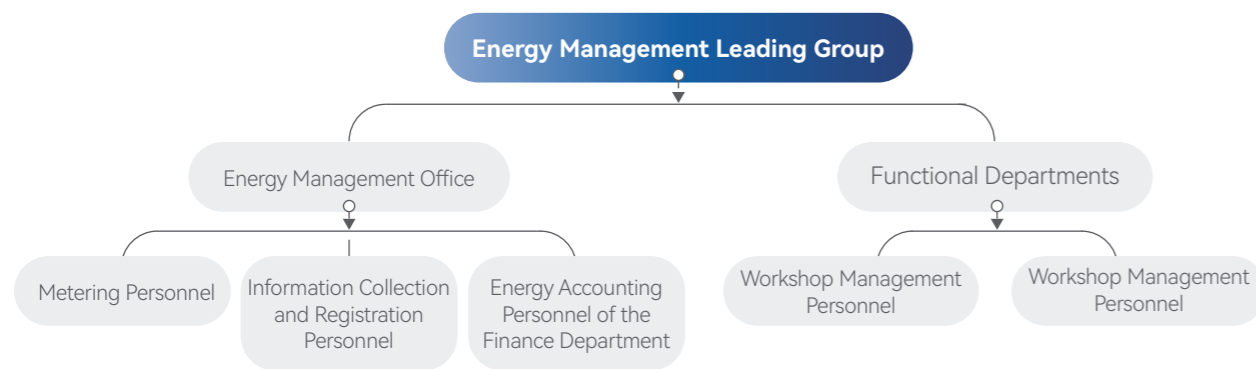 Energy Management Leading Group
Energy Management Office
Functional Departments
Metering Personnel
Information Collection
and Registration
Personnel
Energy Accounting
Personnel of the
Finance Department
Workshop Management
Personnel
Workshop Management
Personnel